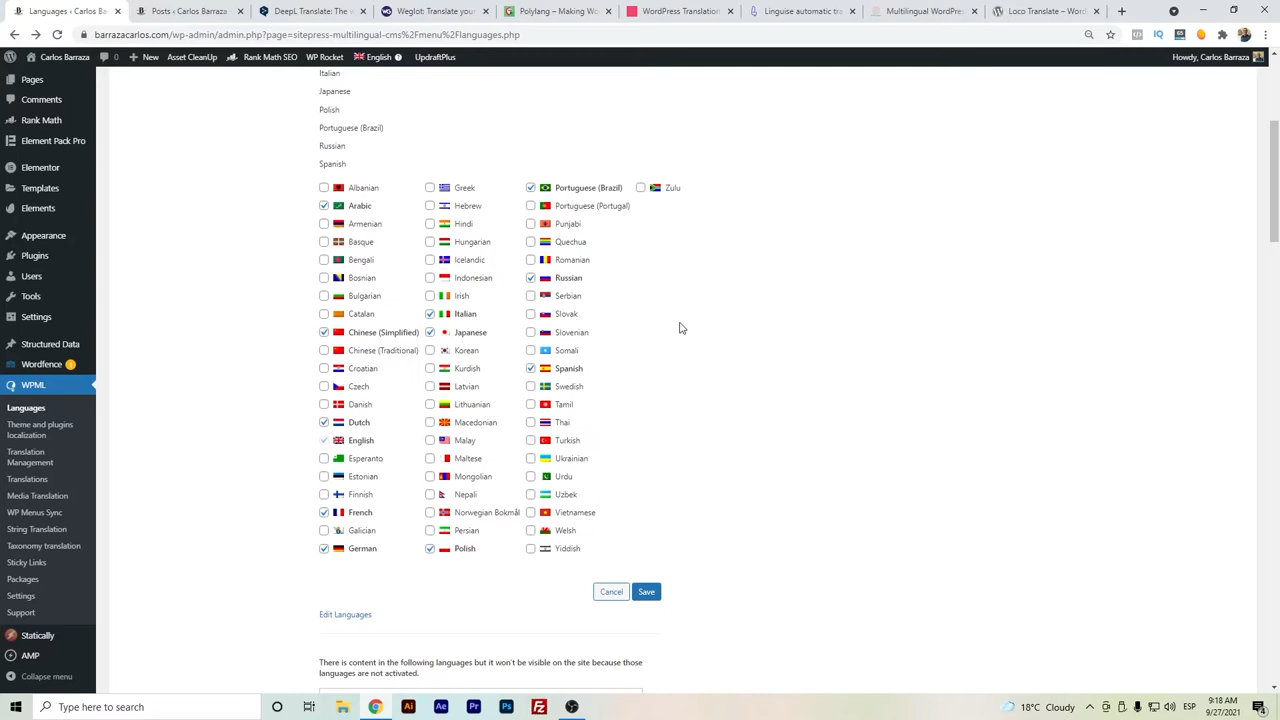 Languages ‹ Carlos Barraza
Posts ‹ Carlos Barraza
DeepL Translate
Weglot Translate – You
Polylang –
WordPress Translation
Linguise automatic tra
Multilingual WordPres
Loco Translate – Word
barrazacarlos.com/wp-admin/admin.php?page=sitepress-multilingual-cms%2Fmenu%2Flanguages.php
Carlos Barraza
0
New
Asset CleanUp
Rank Math SEO
WP Rocket
English
UpdraftPlus
Howdy, Carlos Barraza
Pages
Comments
Rank Math
Element Pack Pro
Elementor
Templates
Elements
Appearance
Plugins
Users
Tools
Settings
Structured Data
Wordfence
WPML
Languages
Theme and plugins
localization
Translation
Management
Translations
Media Translation
WP Menus Sync
String Translation
Taxonomy translation
Sticky Links
Packages
Settings
Support
Statically
AMP
Collapse menu
Italian
Japanese
Polish
Portuguese (Brazil)
Russian
Spanish
Albanian
Arabic
Armenian
Basque
Bengali
Bosnian
Bulgarian
Catalan
Chinese (Simplified)
Chinese (Traditional)
Croatian
Czech
Danish
Dutch
English
Esperanto
Estonian
Finnish
French
Galician
German
Greek
Hebrew
Hindi
Hungarian
Icelandic
Indonesian
Irish
Italian
Japanese
Korean
Kurdish
Latvian
Lithuanian
Macedonian
Malay
Maltese
Mongolian
Nepali
Norwegian Bokmål
Persian
Polish
Portuguese (Brazil)
Portuguese (Portugal)
Punjabi
Quechua
Romanian
Russian
Serbian
Slovak
Slovenian
Somali
Spanish
Swedish
Tamil
Thai
Turkish
Ukrainian
Urdu
Uzbek
Vietnamese
Welsh
Yiddish
Zulu
Cancel
Save
Edit Languages
There is content in the following languages but it won't be visible on the site because those
languages are not activated.
Type here to search
18°C Cloudy
ESP
9:18 AM
9/27/2021